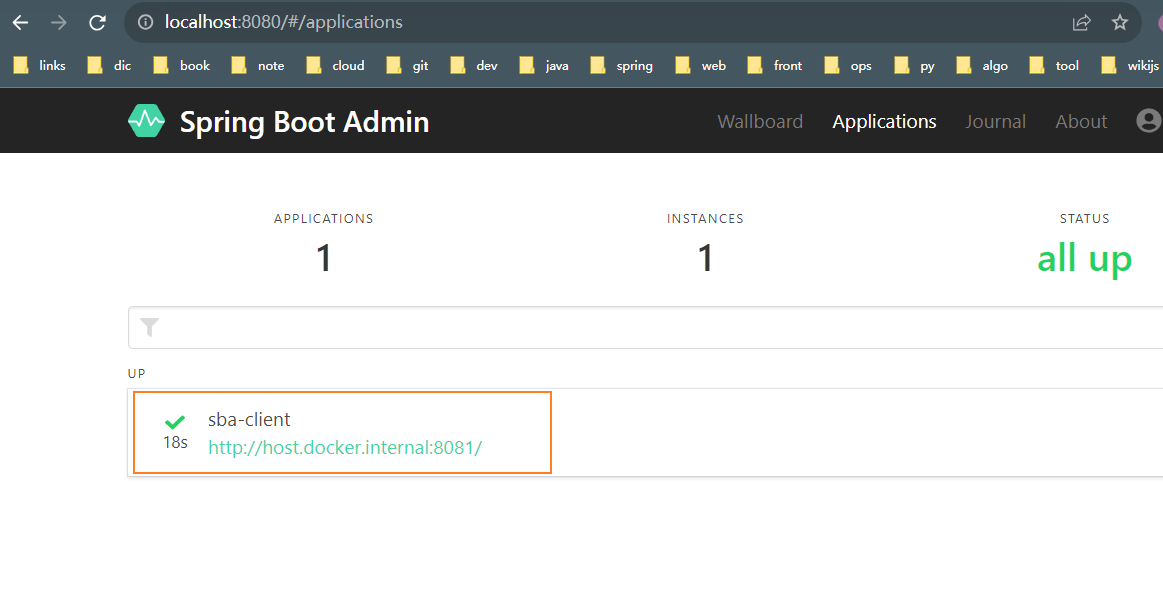 localhost:8080/#/applications
links dic book note cloud git dev java spring web front ops py algo tool wikijs
Spring Boot Admin Wallboard Applications Journal About
APPLICATIONS INSTANCES STATUS
1 1 all up
UP
sba-client
18s http://host.docker.internal:8081/